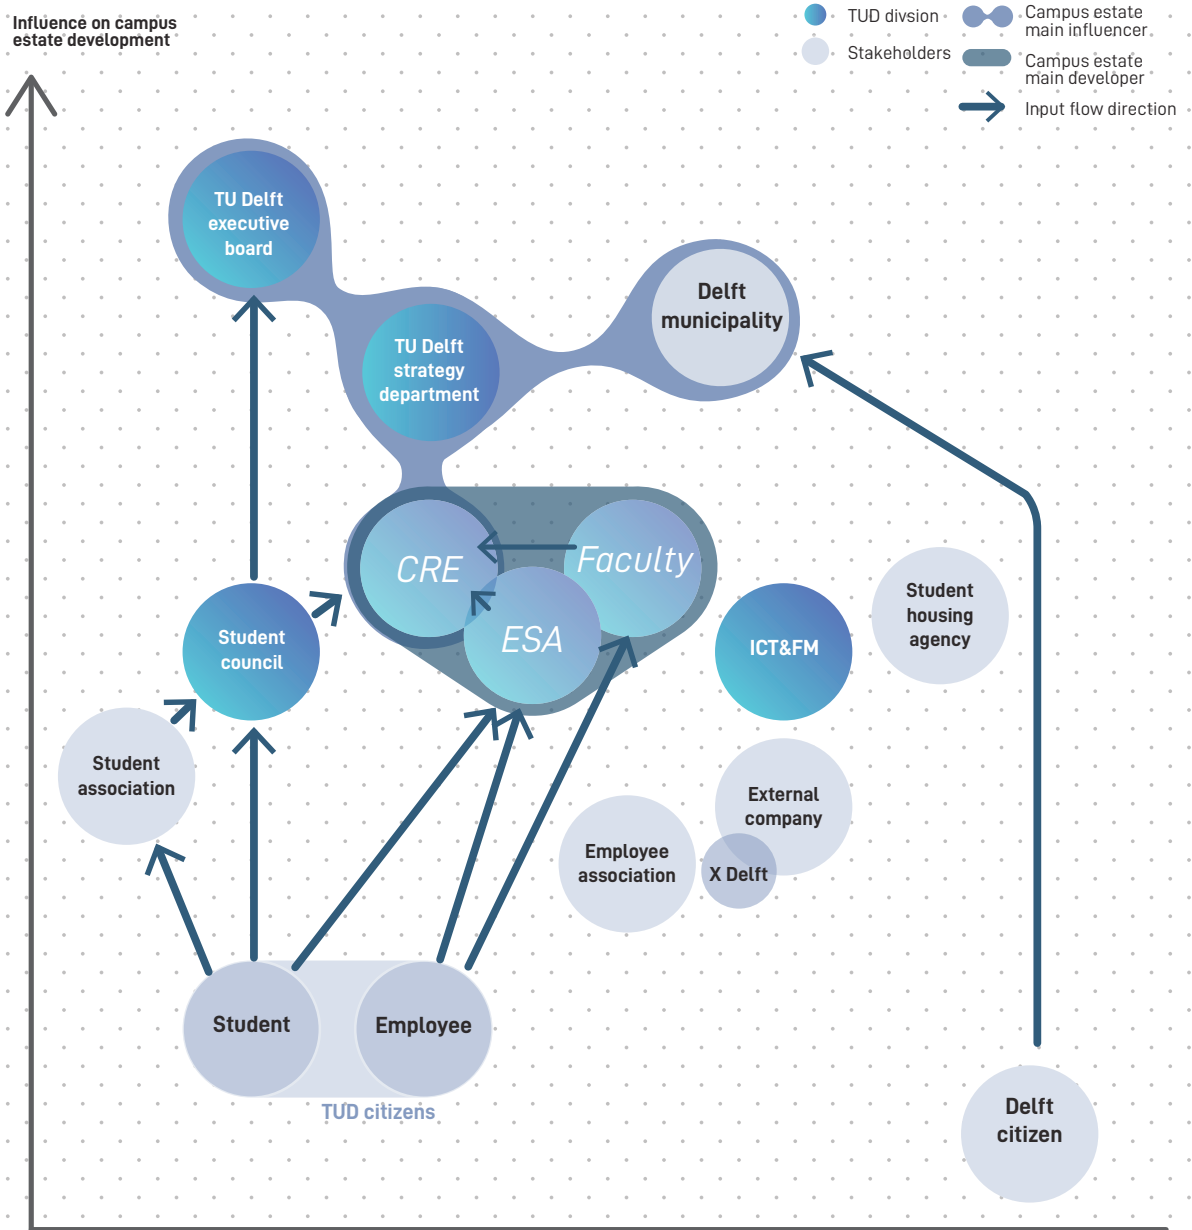 Influence on campus
estate development
TUD divsion
Stakeholders
Campus estate
main influencer
Campus estate
main developer
Input flow direction
TU Delft
executive
board
Delft
municipality
TU Delft
strategy
department
CRE
Faculty
ESA
Student
council
ICT&FM
Student
housing
agency
Student
association
External
company
Employee
association
X Delft
Student
Employee
TUD citizens
Delft
citizen